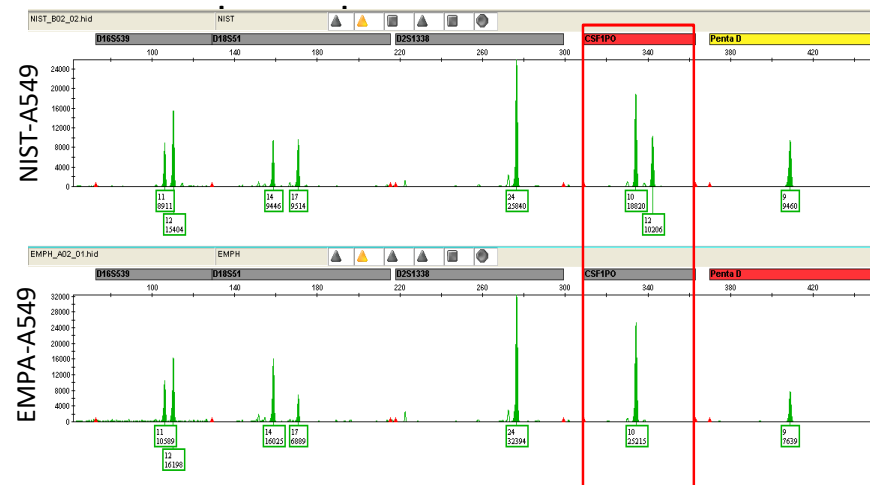 NIST_B02_02.hid NIST
D16S539 D18S51 D2S1338 CSF1PO Penta D
100 140 180 220 260 300 340 380 420
NIST-A549
24000
20000
16000
12000
8000
4000
0
11 14 17 24 10 9
8911 9446 9514 25840 18820 9460
12 12
15404 10206
EMPH_A02_01.hid EMPH
D16S539 D18S51 D2S1338 CSF1PO Penta D
100 140 180 220 260 300 340 380 420
EMPA-A549
32000
28000
24000
20000
16000
12000
8000
4000
0
11 14 17 24 10 9
10589 16025 6889 32394 25215 7639
12
16198